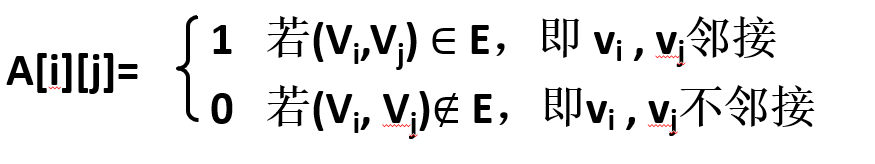 A[i][j]=
1 若(Vi,Vj) ∈ E，即 vi , vj邻接
0 若(Vi, Vj)∉ E，即vi , vj不邻接